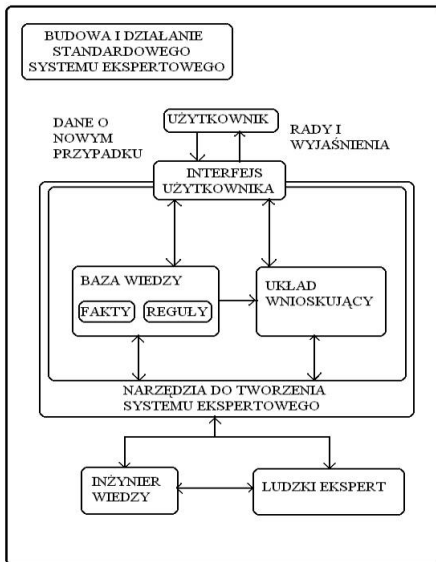 BUDOWA I DZIAŁANIE
STANDARDOWEGO
SYSTEMU EKSPERTOWEGO
UŻYTKOWNIK
DANE O
NOWYM
PRZYPADKU
RADY I
WYJAŚNIENIA
INTERFEJS
UŻYTKOWNIKA
BAZA WIEDZY
FAKTY
REGUŁY
UKŁAD
WNIOSKUJĄCY
NARZĘDZIA DO TWORZENIA
SYSTEMU EKSPERTOWEGO
INŻYNIER
WIEDZY
LUDZKI EKSPERT